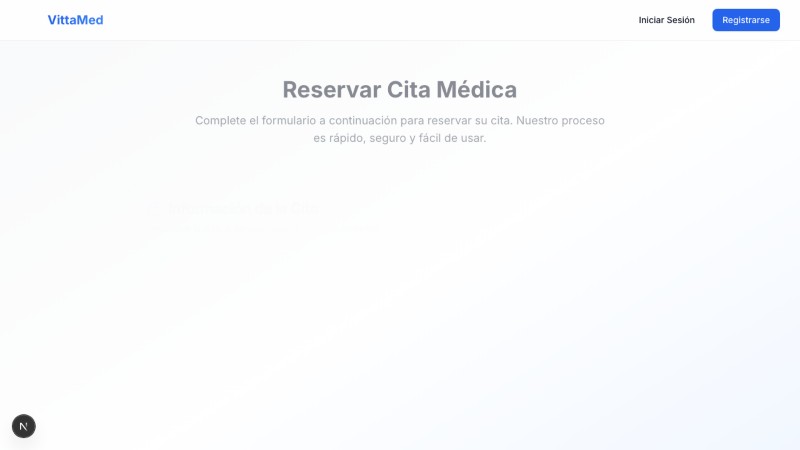 VittaMed
Iniciar Sesión
Registrarse
Reservar Cita Médica
Complete el formulario a continuación para reservar su cita. Nuestro proceso
es rápido, seguro y fácil de usar.
N